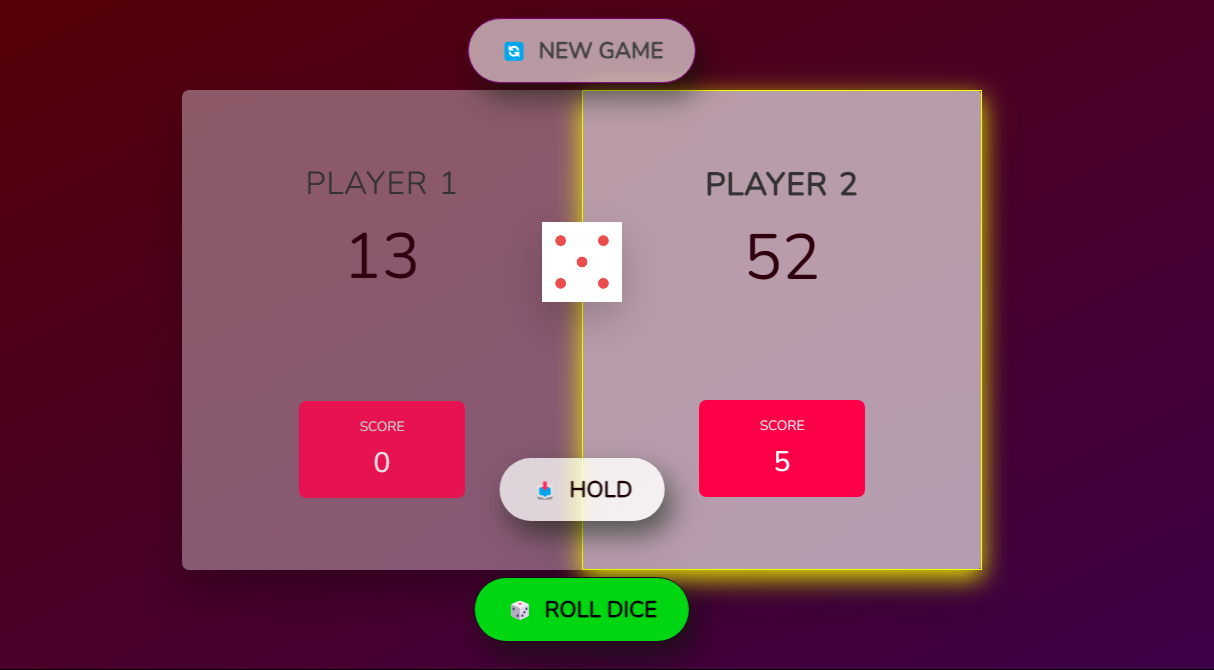 NEW GAME
PLAYER 1
13
SCORE
0
PLAYER 2
52
SCORE
5
HOLD
ROLL DICE